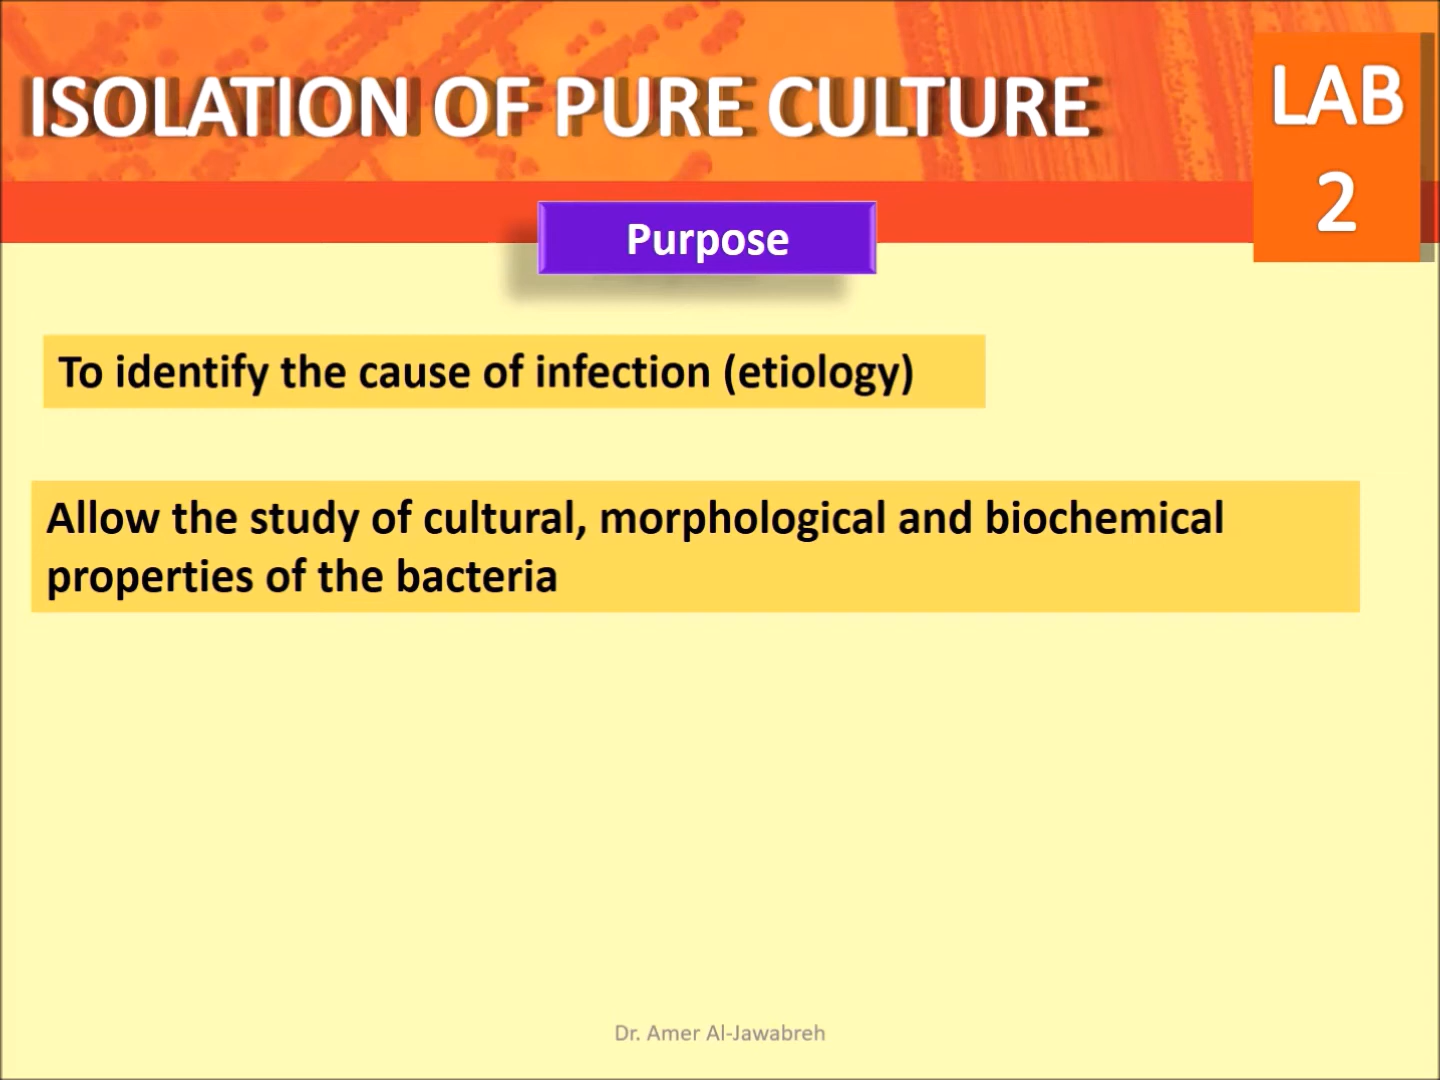 ISOLATION OF PURE CULTURE
LAB
2
Purpose
To identify the cause of infection (etiology)
Allow the study of cultural, morphological and biochemical
properties of the bacteria
Dr. Amer Al-Jawabreh